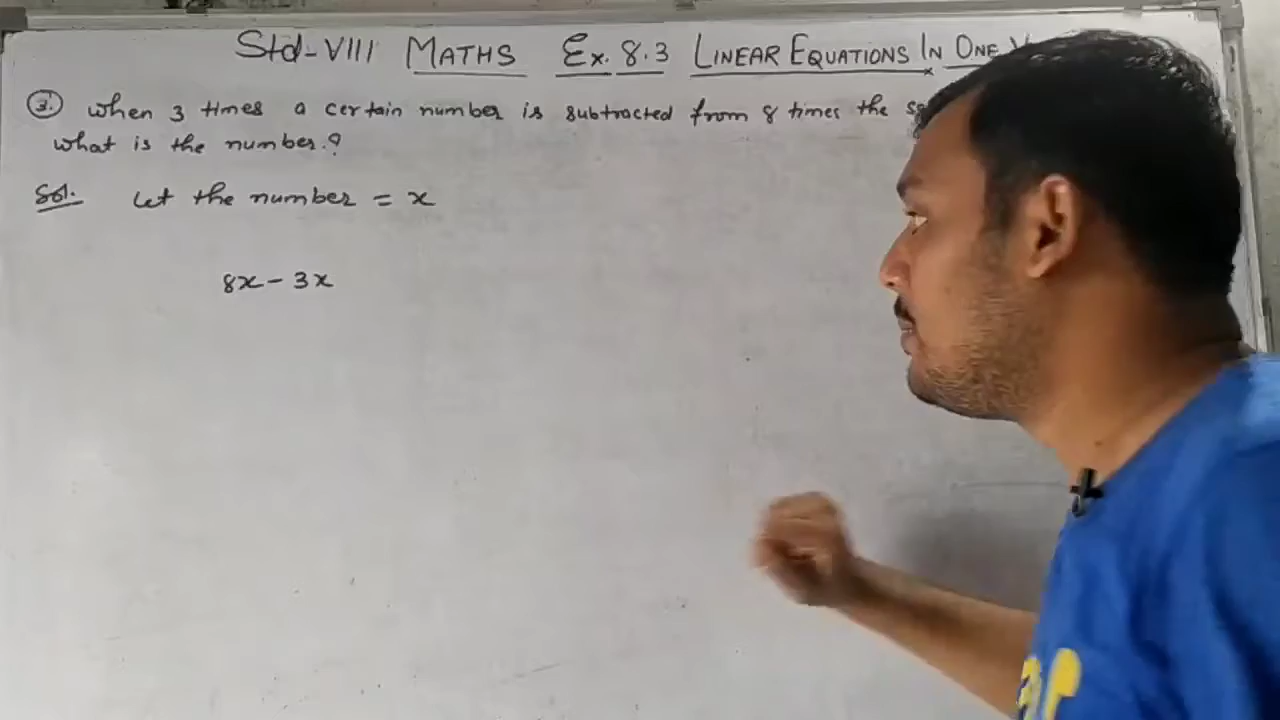 Std-VIII MATHS Ex. 8.3 LINEAR EQUATIONS IN ONE
3. When 3 times a certain number is subtracted from 8 times the
what is the number?
Sol. Let the number = x
8x - 3x